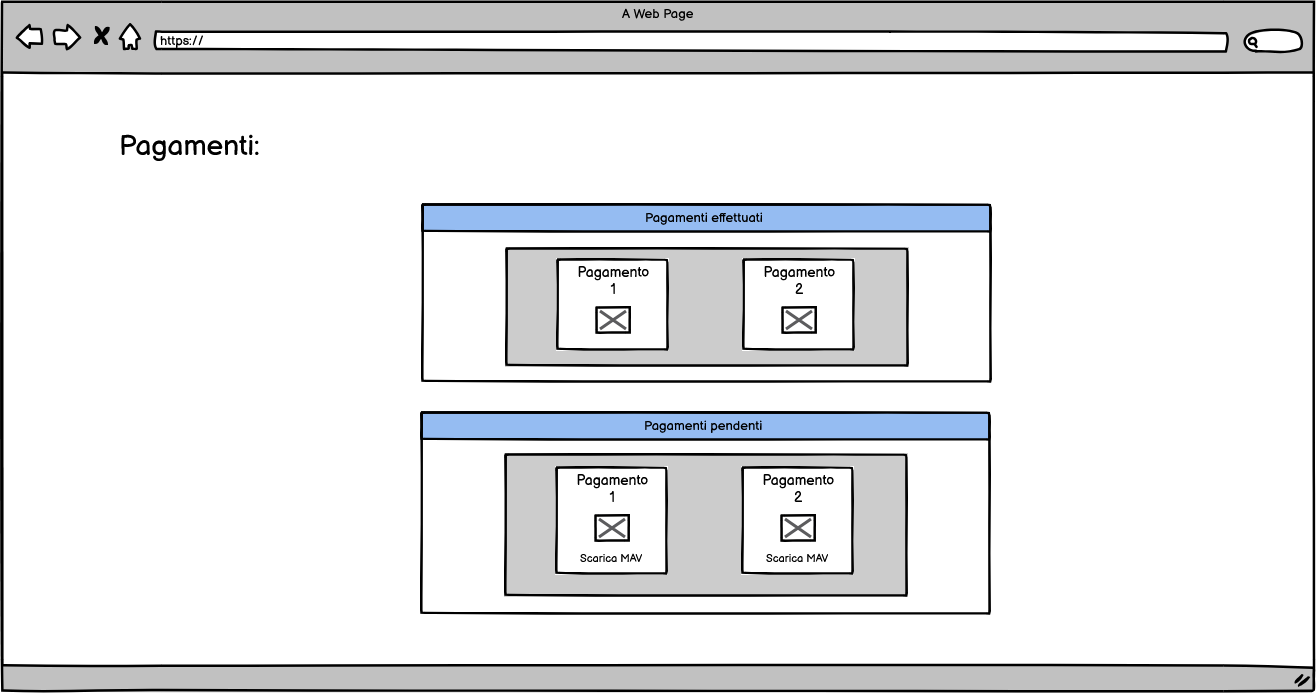 A Web Page
https://
Pagamenti:
Pagamenti effettuati
Pagamento
1
Pagamento
2
Pagamenti pendenti
Pagamento
1
Scarica MAV
Pagamento
2
Scarica MAV